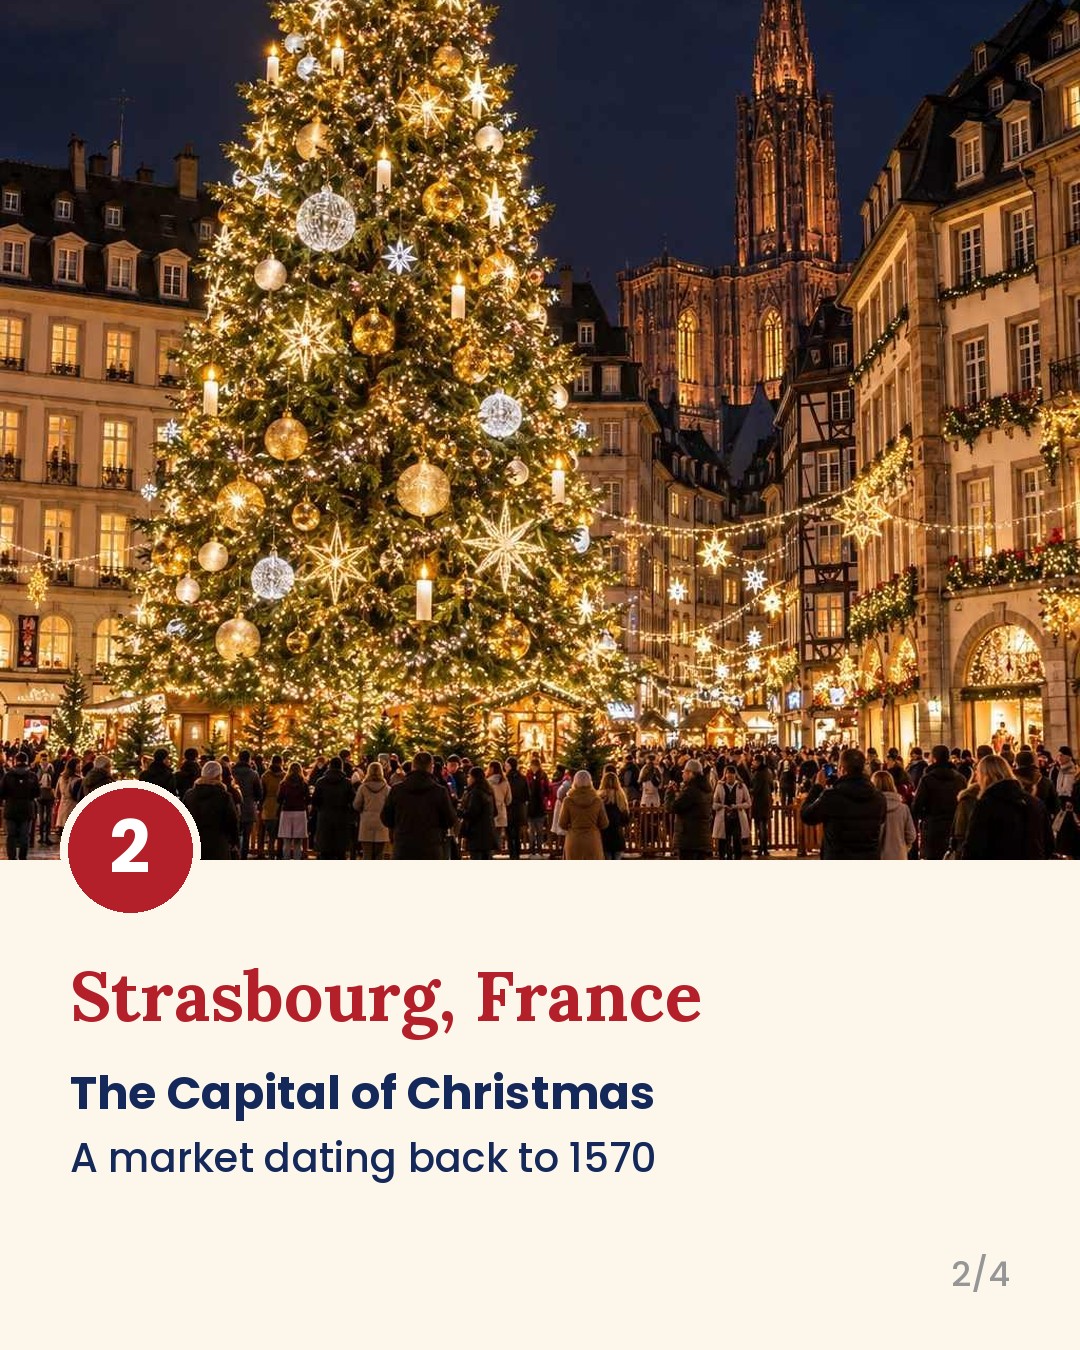 2
Strasbourg, France
The Capital of Christmas
A market dating back to 1570
2/4